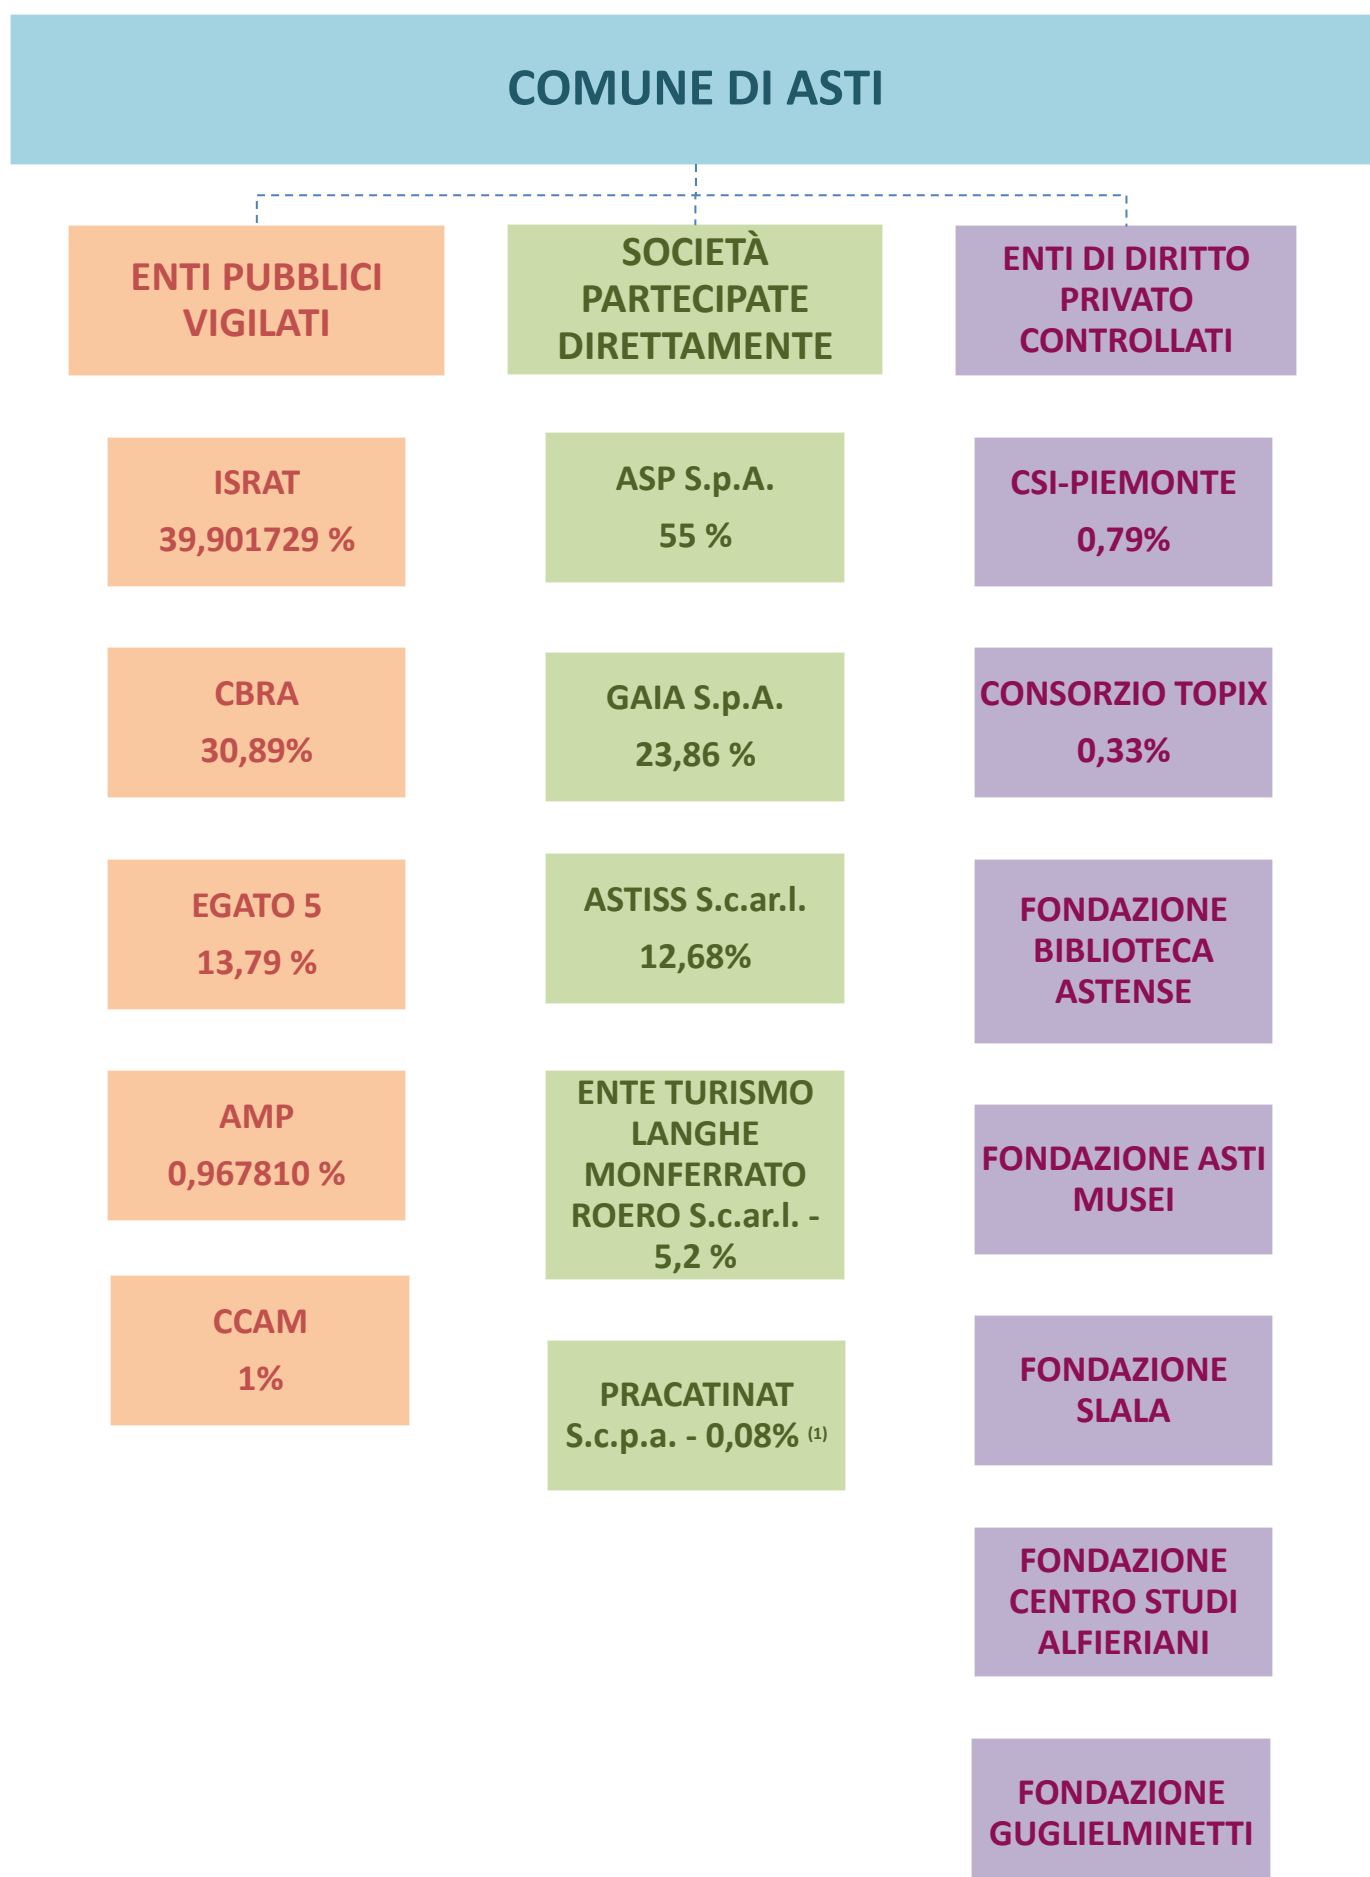 COMUNE DI ASTI
ENTI PUBBLICI
VIGILATI
ISRAT
39,901729 %
CBRA
30,89%
EGATO 5
13,79 %
AMP
0,967810 %
CCAM
1%
SOCIETÀ
PARTECIPATE
DIRETTAMENTE
ASP S.p.A.
55 %
GAIA S.p.A.
23,86 %
ASTISS S.c.ar.l.
12,68%
ENTE TURISMO
LANGHE
MONFERRATO
ROERO S.c.ar.l. -
5,2 %
PRACATINAT
S.c.p.a. - 0,08% (1)
ENTI DI DIRITTO
PRIVATO
CONTROLLATI
CSI-PIEMONTE
0,79%
CONSORZIO TOPIX
0,33%
FONDAZIONE
BIBLIOTECA
ASTENSE
FONDAZIONE ASTI
MUSEI
FONDAZIONE
SLALA
FONDAZIONE
CENTRO STUDI
ALFIERIANI
FONDAZIONE
GUGLIELMINETTI